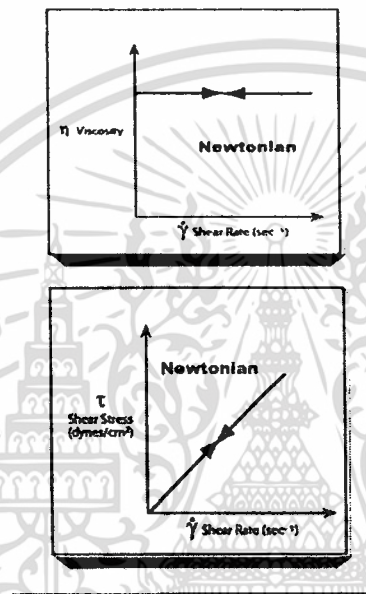 η Viscosity
Newtonian
γ̇ Shear Rate (sec⁻¹)
Newtonian
τ
Shear Stress
(dynes/cm²)
γ̇ Shear Rate (sec⁻¹)